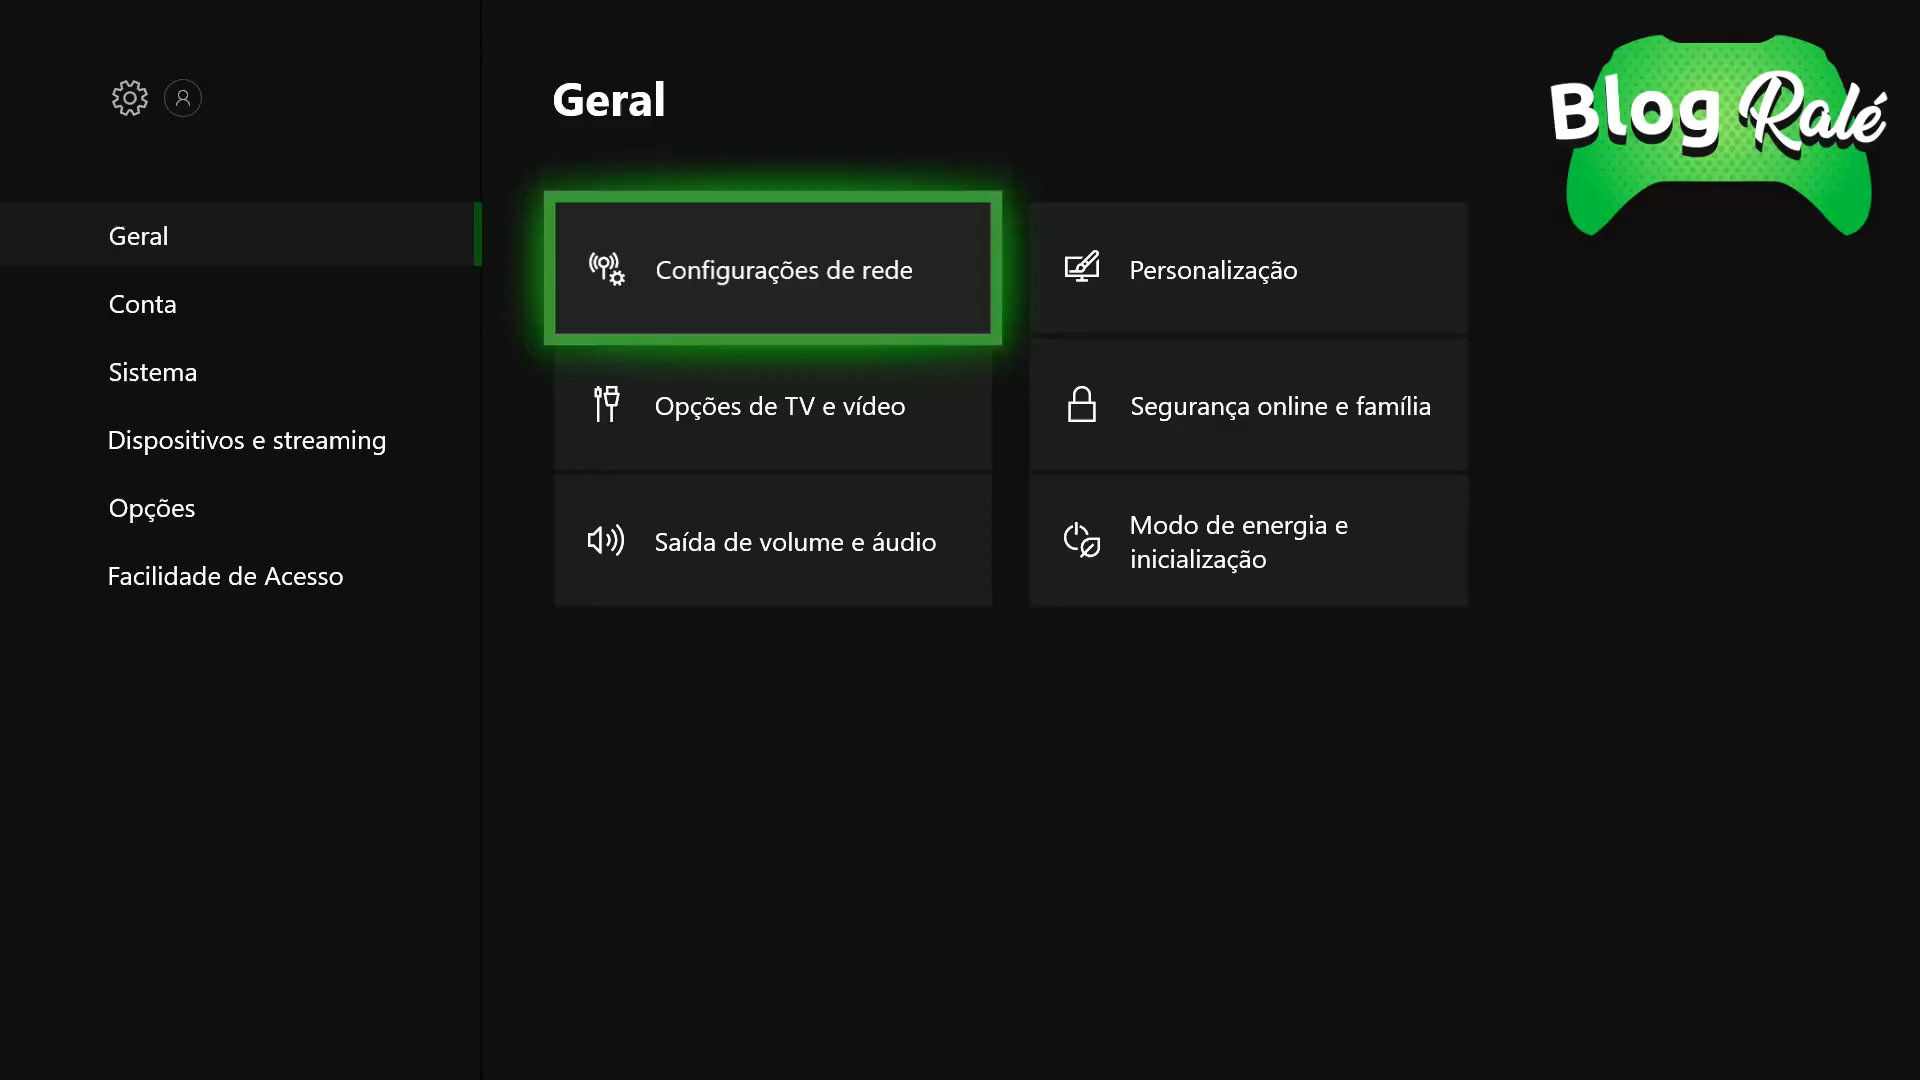 Geral
Blog Ralé
Geral
Conta
Sistema
Dispositivos e streaming
Opções
Facilidade de Acesso
Configurações de rede
Personalização
Opções de TV e vídeo
Segurança online e família
Saída de volume e áudio
Modo de energia e
inicialização